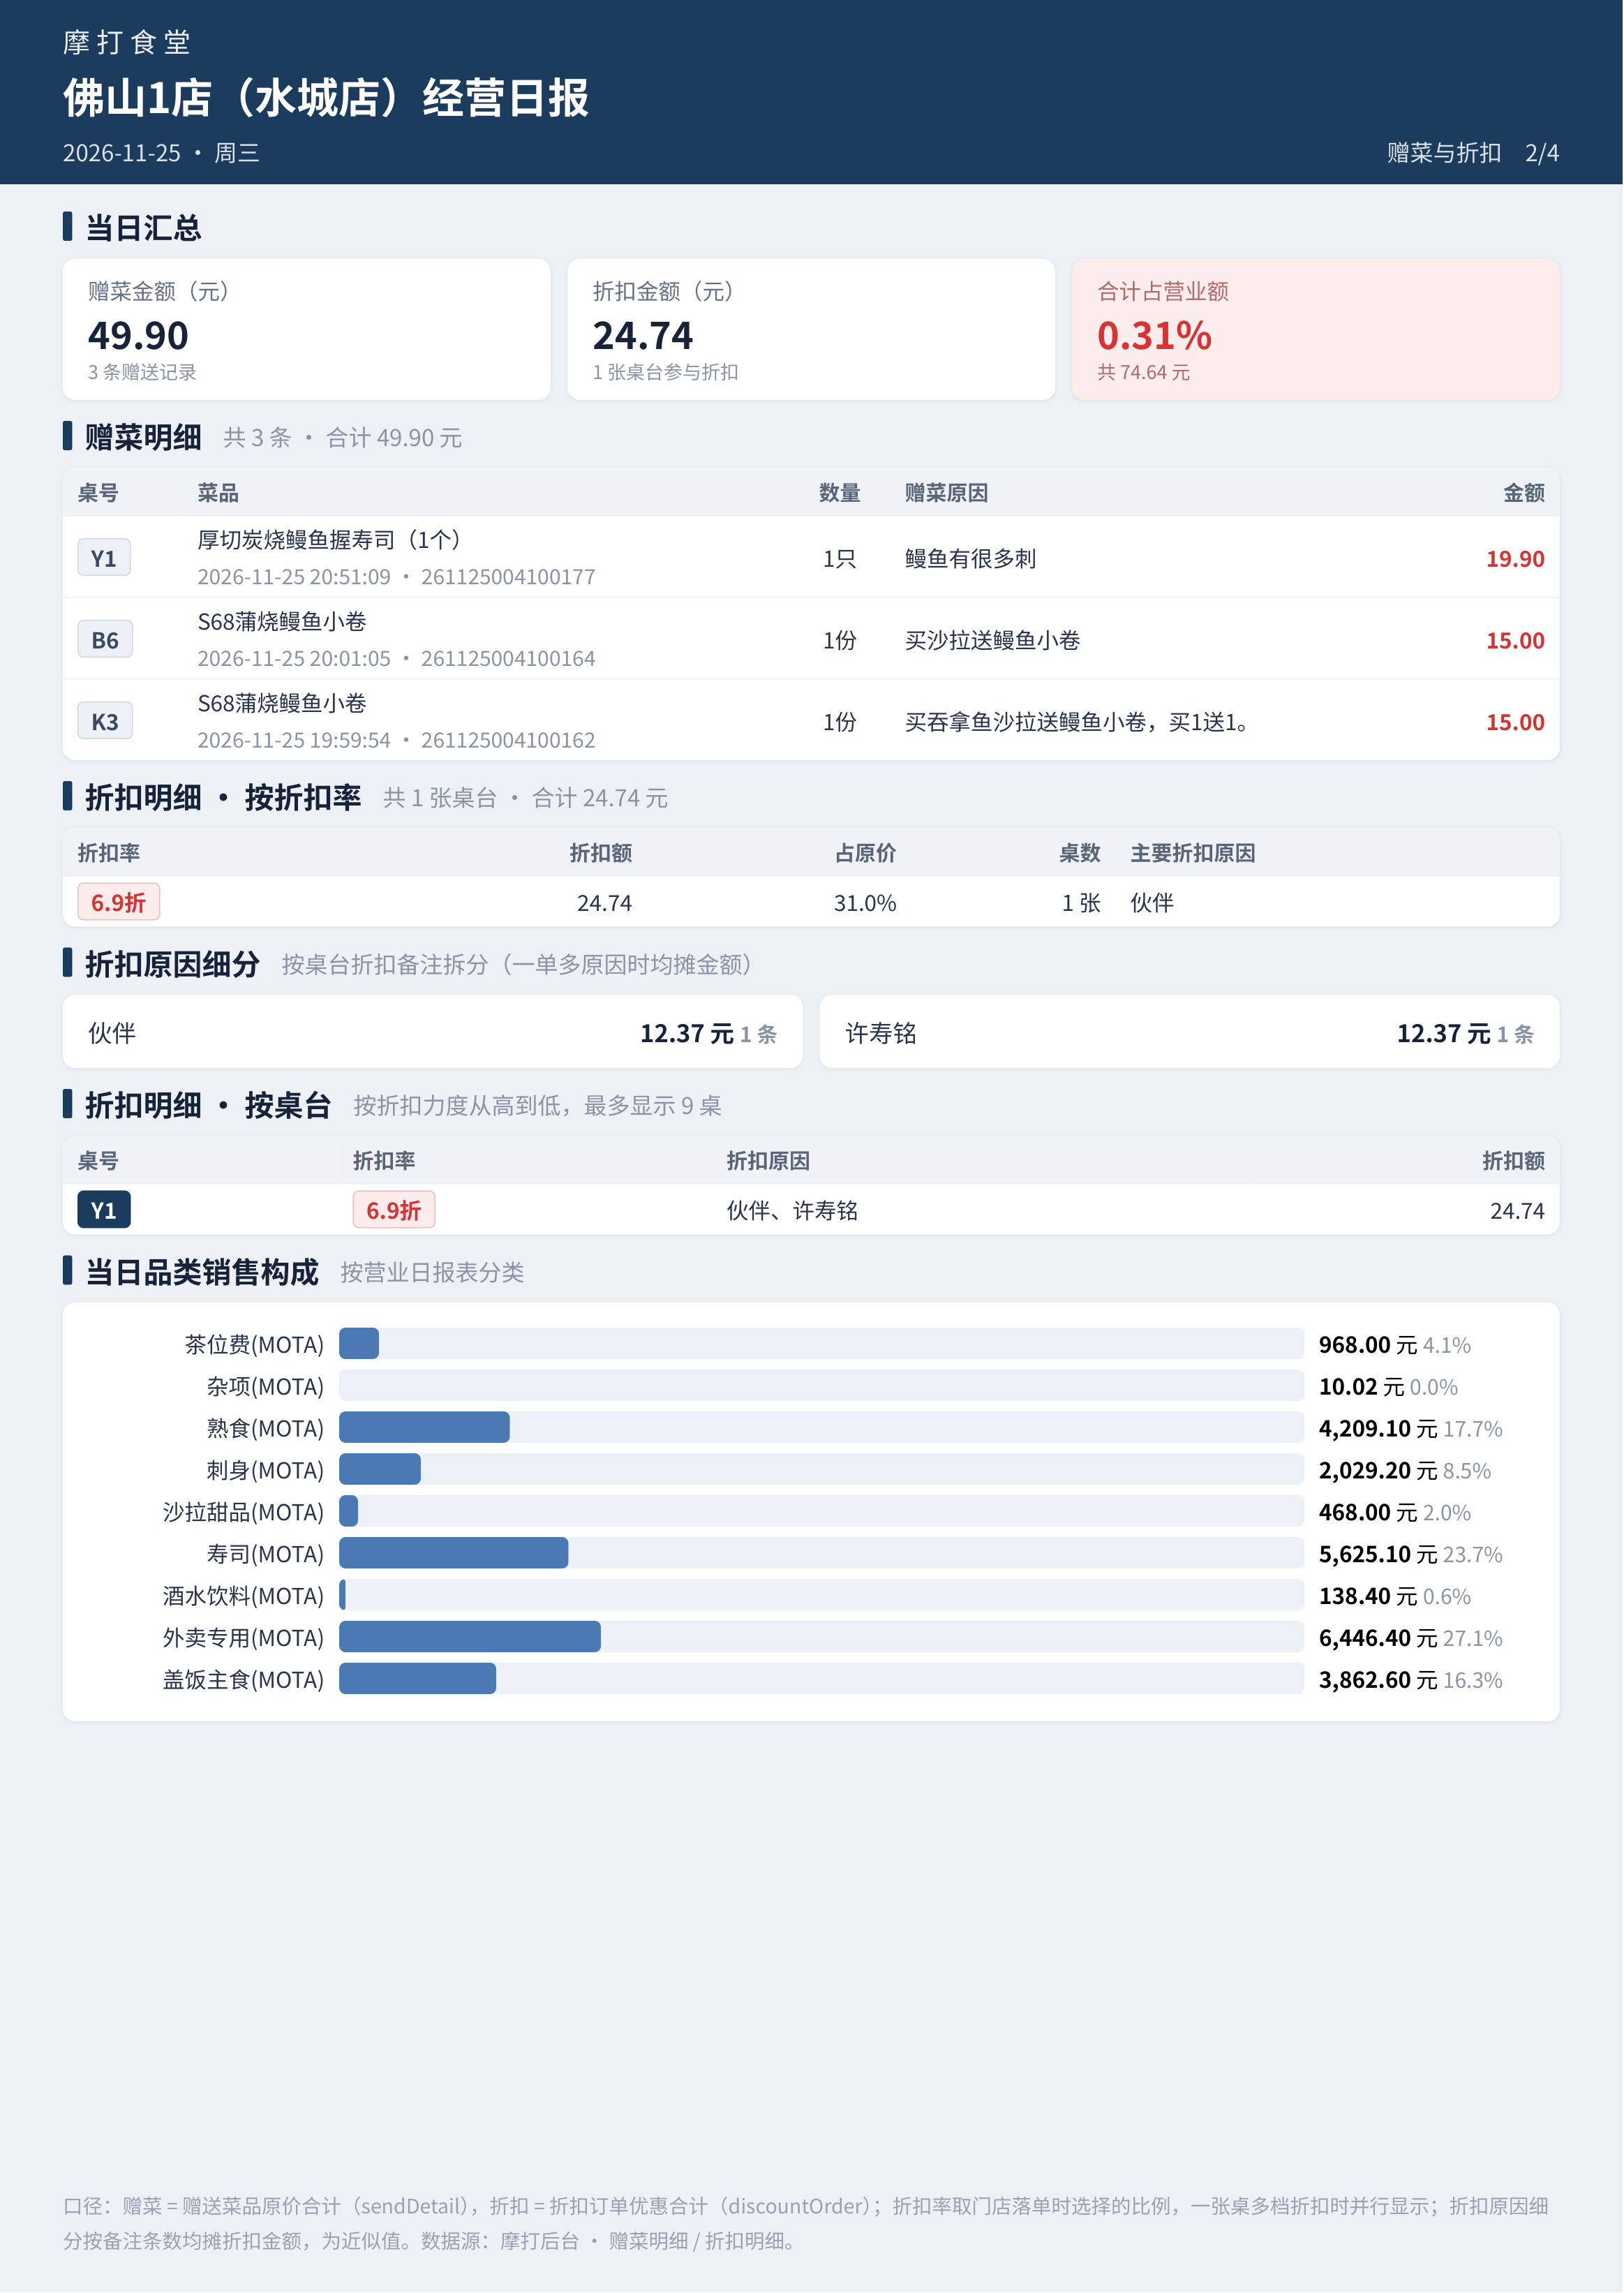 摩打食堂
佛山1店（水城店）经营日报
2026-11-25 • 周三
赠菜与折扣 2/4
当日汇总
赠菜金额（元）
49.90
3 条赠送记录
折扣金额（元）
24.74
1 张桌台参与折扣
合计占营业额
0.31%
共 74.64 元
赠菜明细 共 3 条 • 合计 49.90 元
桌号 菜品 数量 赠菜原因 金额
Y1 厚切炭烧鳗鱼握寿司（1个） 1只 鳗鱼有很多刺 19.90
2026-11-25 20:51:09 • 261125004100177
B6 S68蒲烧鳗鱼小卷 1份 买沙拉送鳗鱼小卷 15.00
2026-11-25 20:01:05 • 261125004100164
K3 S68蒲烧鳗鱼小卷 1份 买吞拿鱼沙拉送鳗鱼小卷，买1送1。 15.00
2026-11-25 19:59:54 • 261125004100162
折扣明细 • 按折扣率 共 1 张桌台 • 合计 24.74 元
折扣率 折扣额 占原价 桌数 主要折扣原因
6.9折 24.74 31.0% 1 张 伙伴
折扣原因细分 按桌台折扣备注拆分（一单多原因时均摊金额）
伙伴 12.37 元 1 条
许寿铭 12.37 元 1 条
折扣明细 • 按桌台 按折扣力度从高到低，最多显示 9 桌
桌号 折扣率 折扣原因 折扣额
Y1 6.9折 伙伴、许寿铭 24.74
当日品类销售构成 按营业日报表分类
茶位费(MOTA) 968.00 元 4.1%
杂项(MOTA) 10.02 元 0.0%
熟食(MOTA) 4,209.10 元 17.7%
刺身(MOTA) 2,029.20 元 8.5%
沙拉甜品(MOTA) 468.00 元 2.0%
寿司(MOTA) 5,625.10 元 23.7%
酒水饮料(MOTA) 138.40 元 0.6%
外卖专用(MOTA) 6,446.40 元 27.1%
盖饭主食(MOTA) 3,862.60 元 16.3%
口径：赠菜 = 赠送菜品原价合计（sendDetail），折扣 = 折扣订单优惠合计（discountOrder）；折扣率取门店落单时选择的比例，一张桌多档折扣时并行显示；折扣原因细
分按备注条数均摊折扣金额，为近似值。数据源：摩打后台 • 赠菜明细 / 折扣明细。